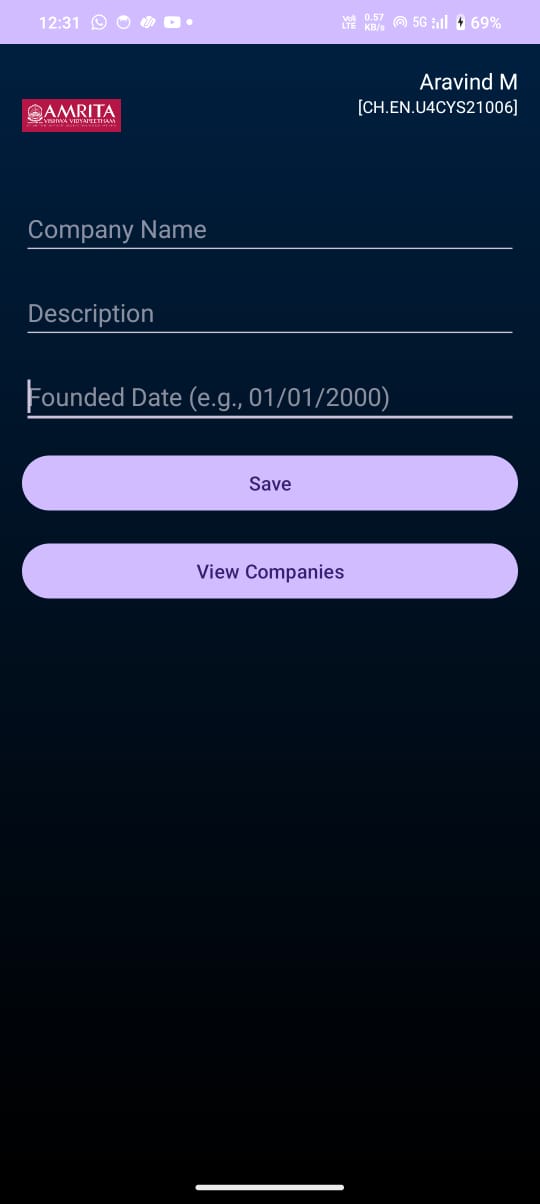 12:31
Vo) LTE 0.57 KB/s 5G 69%
Aravind M
[CH.EN.U4CYS21006]
AMRITA
VISHWA VIDYAPEETHAM
Company Name
Description
Founded Date (e.g., 01/01/2000)
Save
View Companies